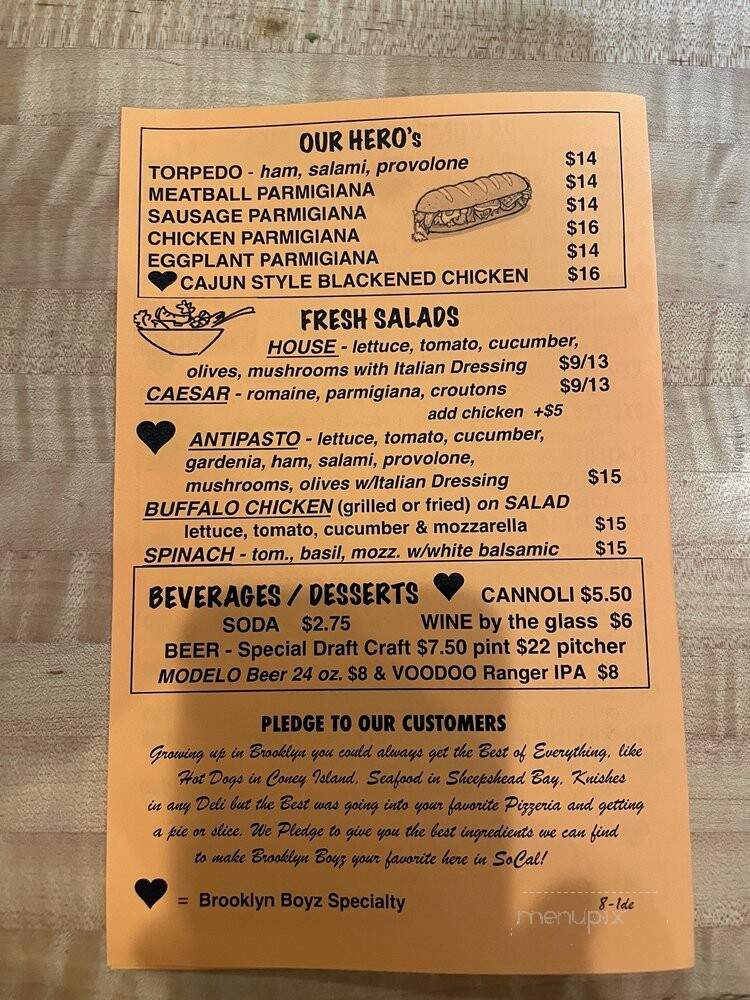 OUR HERO's
TORPEDO - ham, salami, provolone $14
MEATBALL PARMIGIANA $14
SAUSAGE PARMIGIANA $14
CHICKEN PARMIGIANA $16
EGGPLANT PARMIGIANA $14
♥ CAJUN STYLE BLACKENED CHICKEN $16
FRESH SALADS
HOUSE - lettuce, tomato, cucumber,
olives, mushrooms with Italian Dressing $9/13
CAESAR - romaine, parmigiana, croutons $9/13
add chicken +$5
♥ ANTIPASTO - lettuce, tomato, cucumber,
gardenia, ham, salami, provolone,
mushrooms, olives w/Italian Dressing $15
BUFFALO CHICKEN (grilled or fried) on SALAD
lettuce, tomato, cucumber & mozzarella $15
SPINACH - tom., basil, mozz. w/white balsamic $15
BEVERAGES / DESSERTS ♥ CANNOLI $5.50
SODA $2.75 WINE by the glass $6
BEER - Special Draft Craft $7.50 pint $22 pitcher
MODELO Beer 24 oz. $8 & VOODOO Ranger IPA $8
PLEDGE TO OUR CUSTOMERS
Growing up in Brooklyn you could always get the Best of Everything, like
Hot Dogs in Coney Island, Seafood in Sheepshead Bay, Knishes
in any Deli but the Best was going into your favorite Pizzeria and getting
a pie or slice. We Pledge to give you the best ingredients we can find
to make Brooklyn Boyz your favorite here in SoCal!
♥ = Brooklyn Boyz Specialty 8-1de
menupix